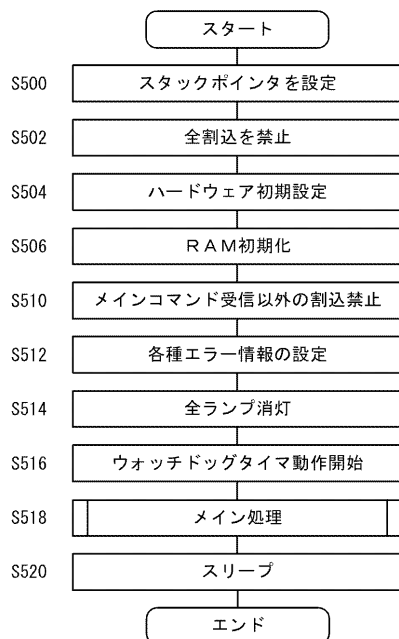 スタート
S500 スタックポインタを設定
S502 全割込を禁止
S504 ハードウェア初期設定
S506 RAM初期化
S510 メインコマンド受信以外の割込禁止
S512 各種エラー情報の設定
S514 全ランプ消灯
S516 ウォッチドッグタイマ動作開始
S518 メイン処理
S520 スリープ
エンド